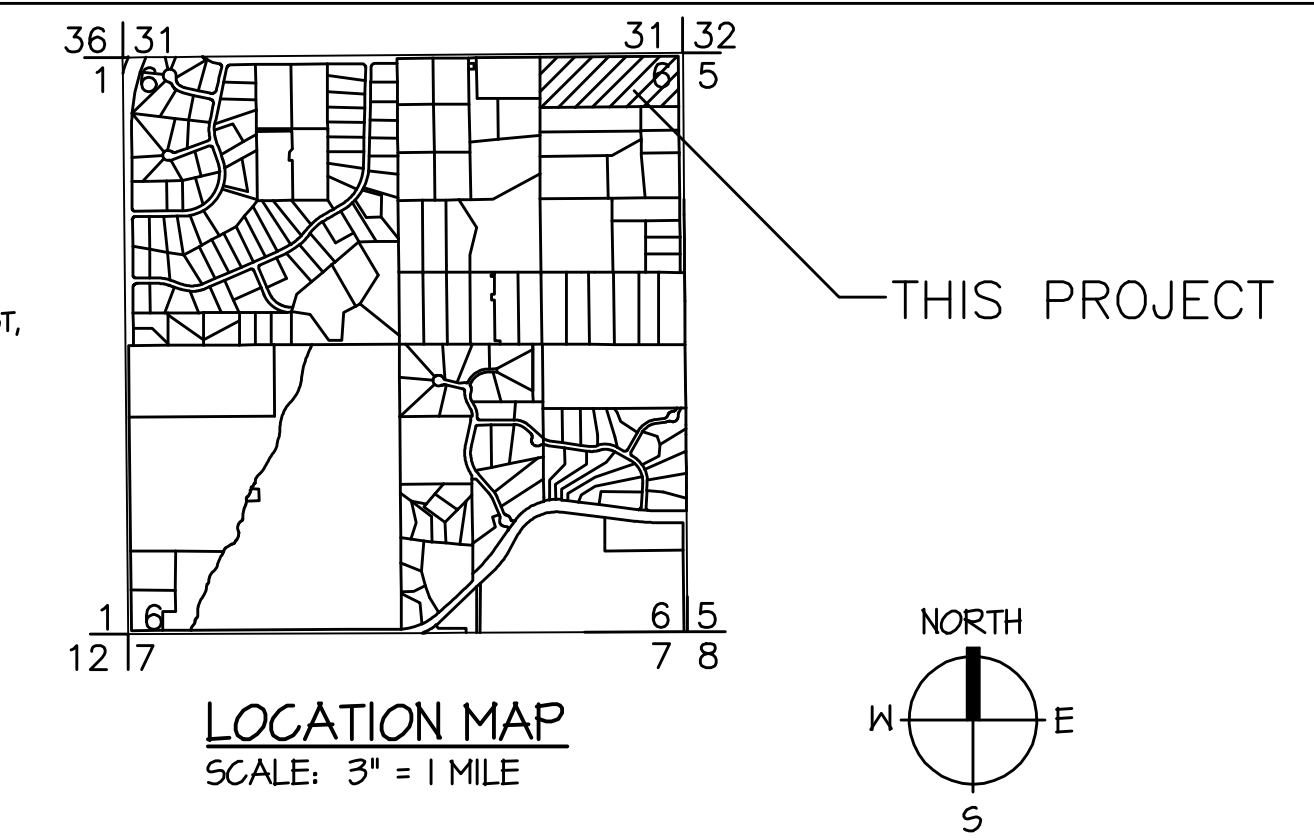 36 31 31 32
1 6 6 5
T,
THIS PROJECT
1 6 6 5
12 7 7 8
LOCATION MAP
SCALE: 3" = 1 MILE
NORTH
W E
S